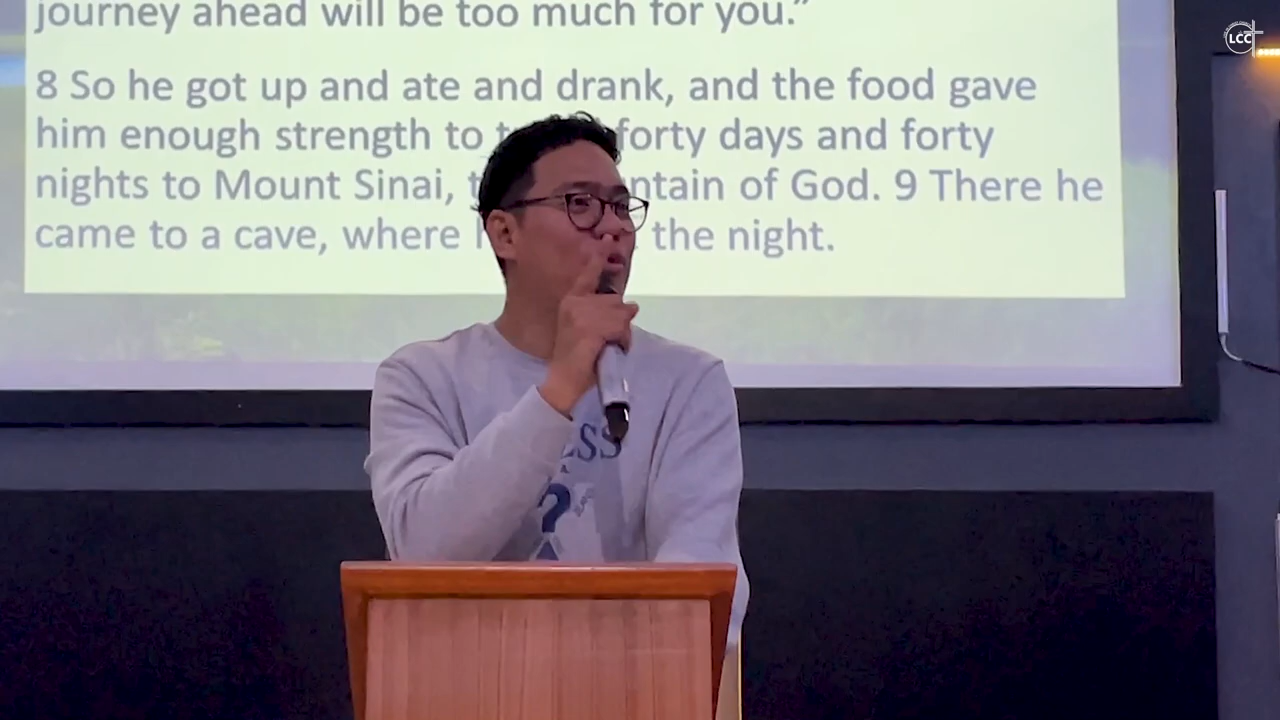 journey ahead will be too much for you.”
8 So he got up and ate and drank, and the food gave
him enough strength to forty days and forty
nights to Mount Sinai, ntain of God. 9 There he
came to a cave, where the night.
LCC
ESS
?